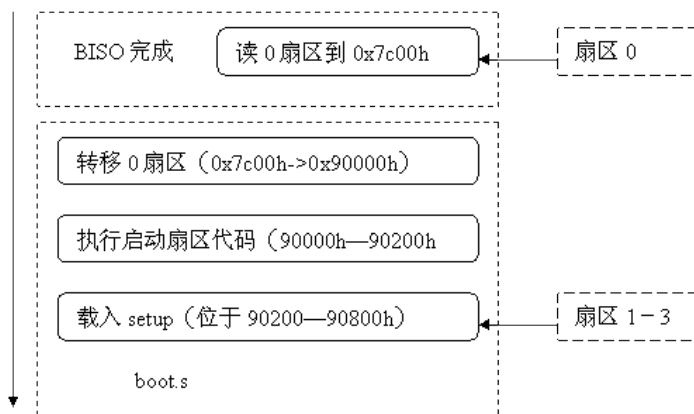 BISO 完成
读 0 扇区到 0x7c00h
扇区 0
转移 0 扇区（0x7c00h->0x90000h）
执行启动扇区代码（90000h—90200h
载入 setup（位于 90200—90800h）
扇区 1－3
boot.s